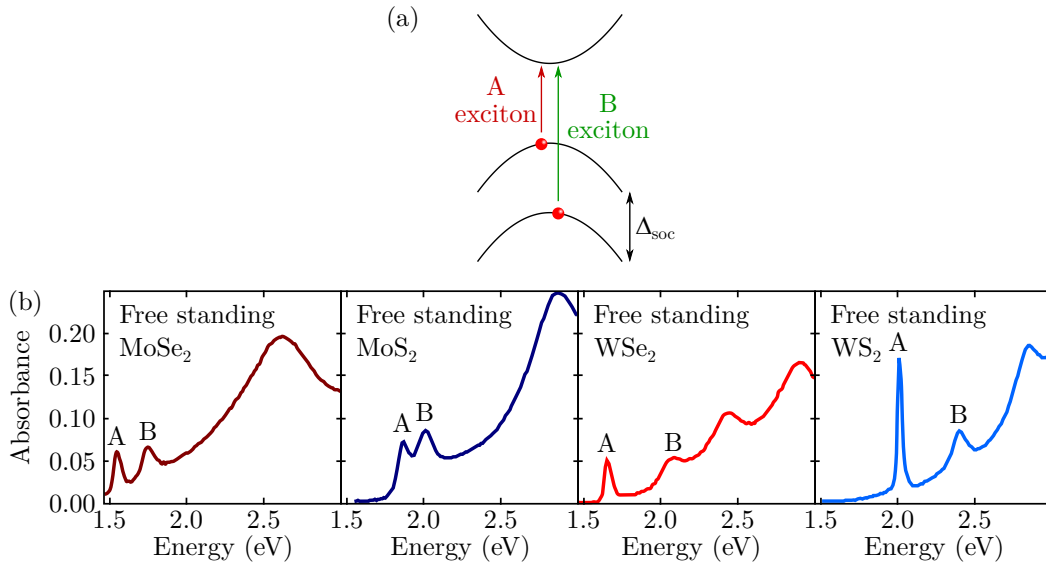 (a)
A
exciton
B
exciton
Δsoc
(b)
Absorbance
0.20
0.15
0.10
0.05
0.00
Free standing
MoSe2
A
B
Free standing
MoS2
A
B
Free standing
WSe2
A
B
Free standing
WS2
A
B
1.5 2.0 2.5
1.5 2.0 2.5
1.5 2.0 2.5
1.5 2.0 2.5
Energy (eV) Energy (eV) Energy (eV) Energy (eV)